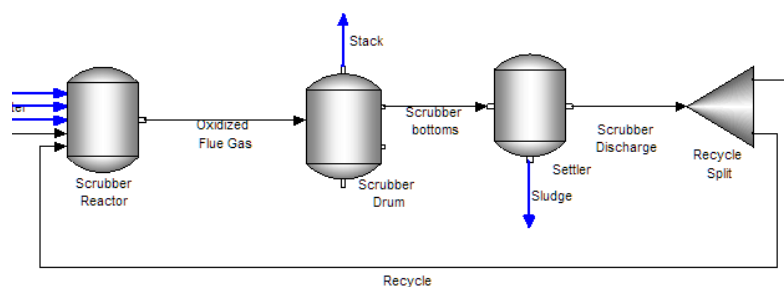 Stack
Oxidized
Flue Gas
Scrubber
bottoms
Scrubber
Discharge
Recycle
Split
Scrubber
Reactor
Scrubber
Drum
Settler
Sludge
Recycle